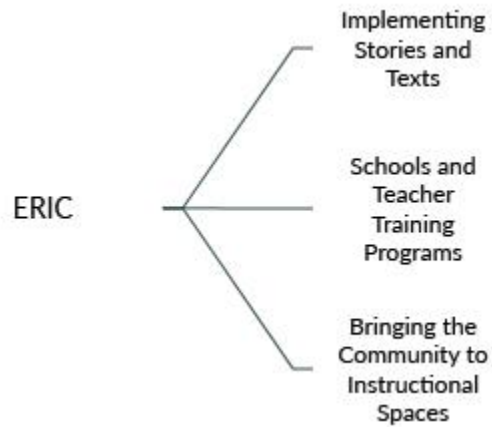 Implementing
Stories and
Texts
ERIC
Schools and
Teacher
Training
Programs
Bringing the
Community to
Instructional
Spaces